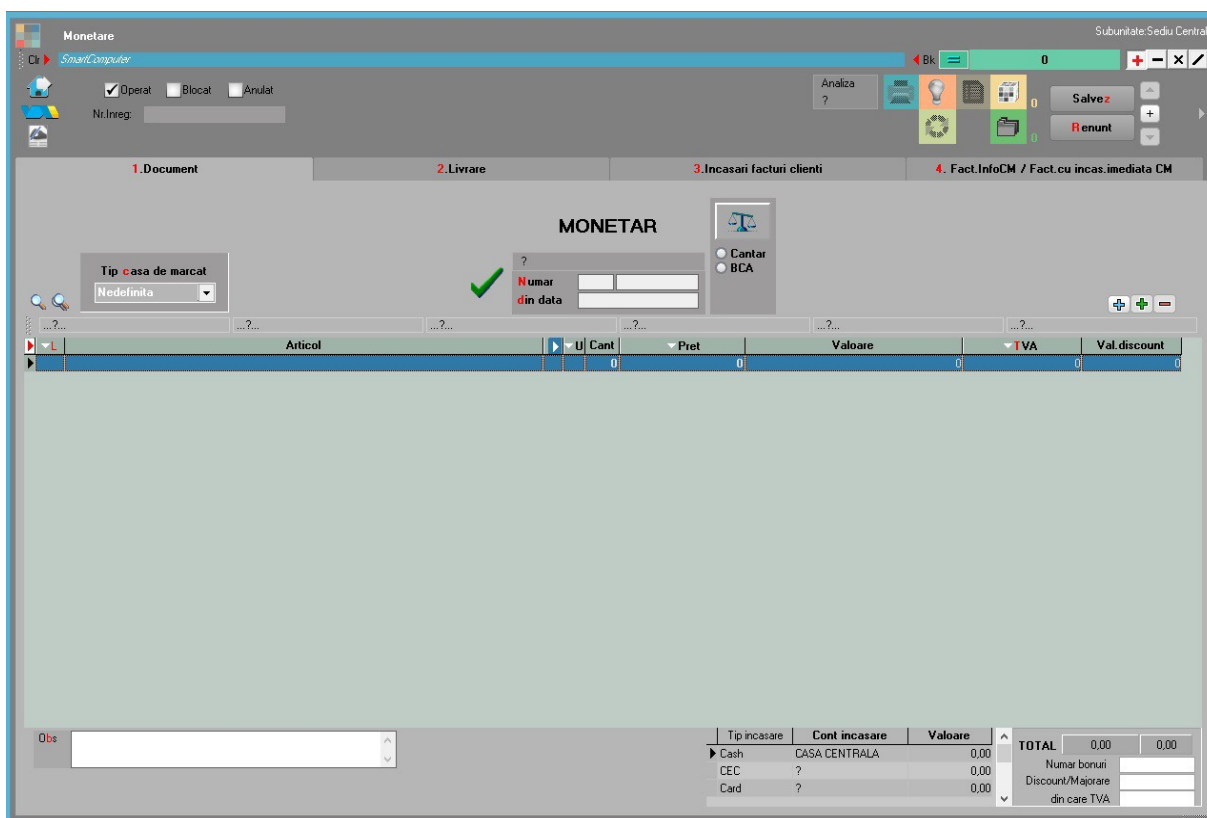 Monetare
Subunitate:Sediu Central
Clr SmartComputer Bk = 0
Operat Blocat Anulat
Nr.Inreg:
Analiza
?
0
0
Salvez
Renunt
1.Document 2.Livrare 3.Incasari facturi clienti 4. Fact.InfoCM / Fact.cu incas.imediata CM
MONETAR
Tip casa de marcat
Nedefinita
?
Numar
din data
Cantar
BCA
...?... ...?... ...?... ...?... ...?... ...?...
L Articol U Cant Pret Valoare TVA Val.discount
0 0 0 0 0
Obs
Tip incasare Cont incasare Valoare
Cash CASA CENTRALA 0,00
CEC ? 0,00
Card ? 0,00
TOTAL 0,00 0,00
Numar bonuri
Discount/Majorare
din care TVA